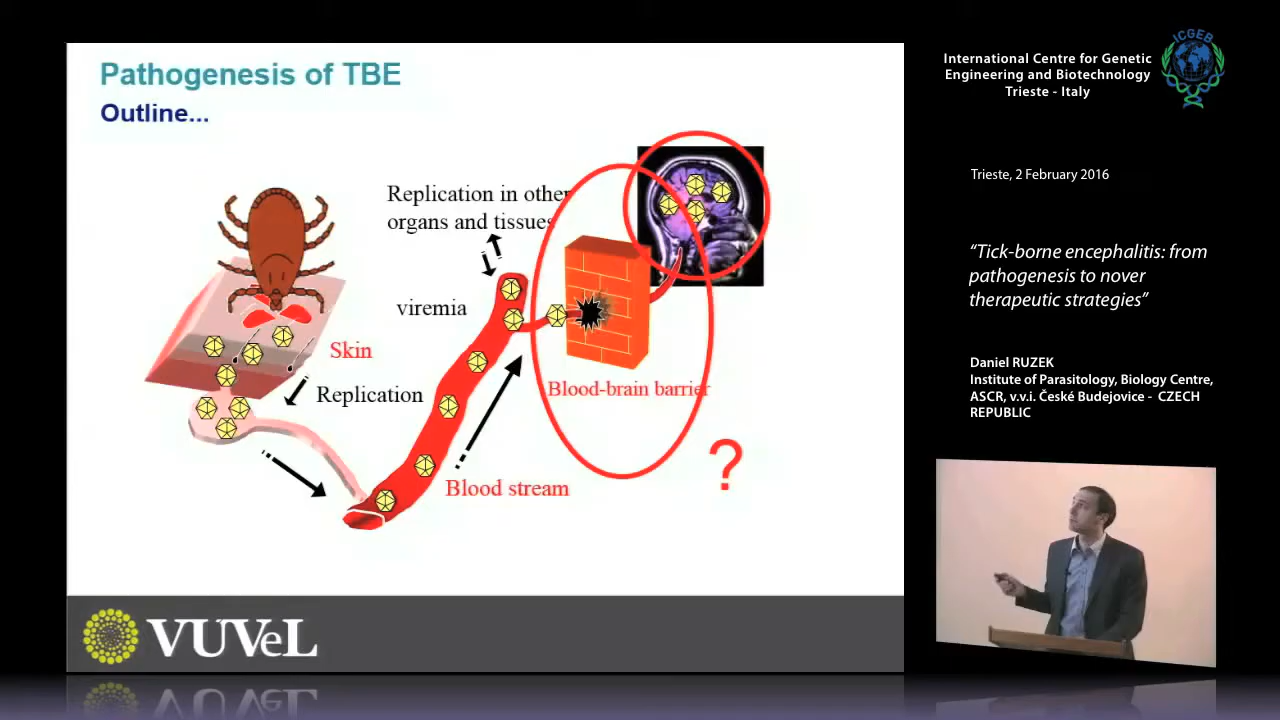 Pathogenesis of TBE
Outline...
Replication in other
organs and tissues
viremia
Skin
Replication
Blood-brain barrier
Blood stream
?
VUVeL
International Centre for Genetic
Engineering and Biotechnology
Trieste - Italy
ICGEB
Trieste, 2 February 2016
“Tick-borne encephalitis: from
pathogenesis to nover
therapeutic strategies”
Daniel RUZEK
Institute of Parasitology, Biology Centre,
ASCR, v.v.i. České Budejovice - CZECH
REPUBLIC